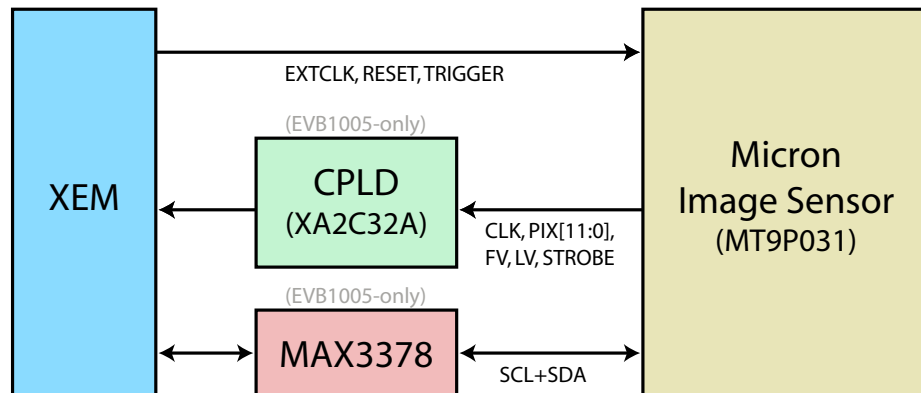 XEM
EXTCLK, RESET, TRIGGER
(EVB1005-only)
CPLD
(XA2C32A)
CLK, PIX[11:0],
FV, LV, STROBE
(EVB1005-only)
MAX3378
SCL+SDA
Micron
Image Sensor
(MT9P031)